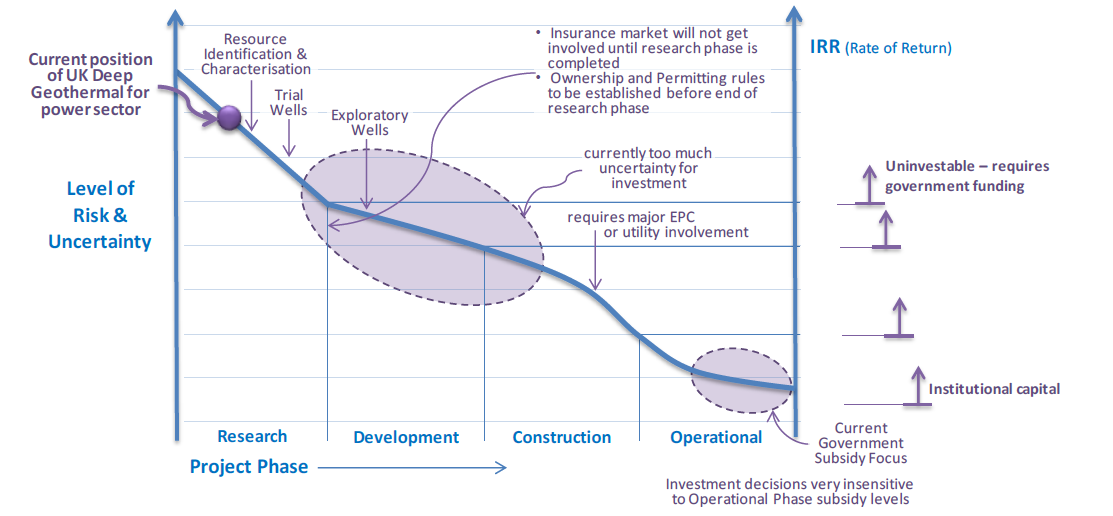 Current position
of UK Deep
Geothermal for
power sector
Resource
Identification &
Characterisation
Trial
Wells
Exploratory
Wells
• Insurance market will not get
involved until research phase is
completed
• Ownership and Permitting rules
to be established before end of
research phase
IRR (Rate of Return)
currently too much
uncertainty for
investment
requires major EPC
or utility involvement
Uninvestable – requires
government funding
Level of
Risk &
Uncertainty
Institutional capital
Research
Development
Construction
Operational
Project Phase
Current
Government
Subsidy Focus
Investment decisions very insensitive
to Operational Phase subsidy levels